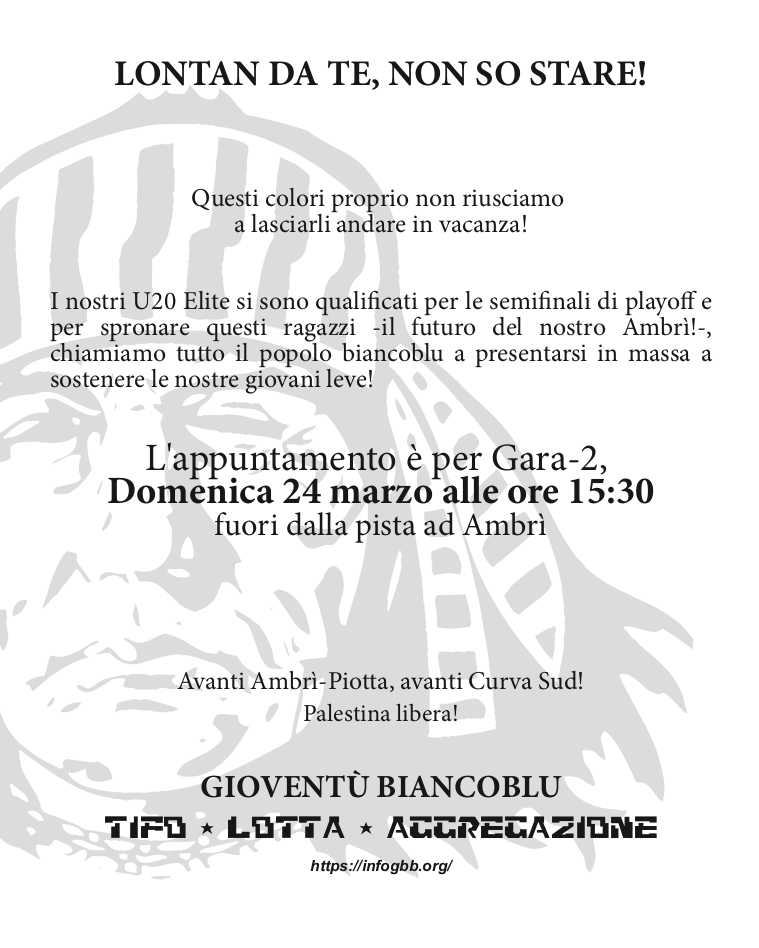 LONTAN DA TE, NON SO STARE!
Questi colori proprio non riusciamo
a lasciarli andare in vacanza!
I nostri U20 Elite si sono qualificati per le semifinali di playoff e
per spronare questi ragazzi -il futuro del nostro Ambrì!-,
chiamiamo tutto il popolo biancoblu a presentarsi in massa a
sostenere le nostre giovani leve!
L'appuntamento è per Gara-2,
Domenica 24 marzo alle ore 15:30
fuori dalla pista ad Ambrì
Avanti Ambrì-Piotta, avanti Curva Sud!
Palestina libera!
GIOVENTÙ BIANCOBLU
TIFO ★ LOTTA ★ AGGREGAZIONE
https://infogbb.org/